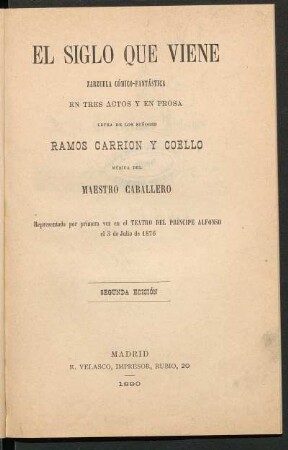 EL SIGLO QUE VIENE
ZARZUELA CÓMICO-FANTÁSTICA
EN TRES ACTOS Y EN PROSA
LETRA DE LOS SEÑORES
RAMOS CARRION Y COELLO
MÚSICA DEL
MAESTRO CABALLERO
Representada por primera vez en el TEATRO DEL PRÍNCIPE ALFONSO
el 3 de Julio de 1876
SEGUNDA EDICIÓN
MADRID
R. VELASCO, IMPRESOR, RUBIO, 20
1890